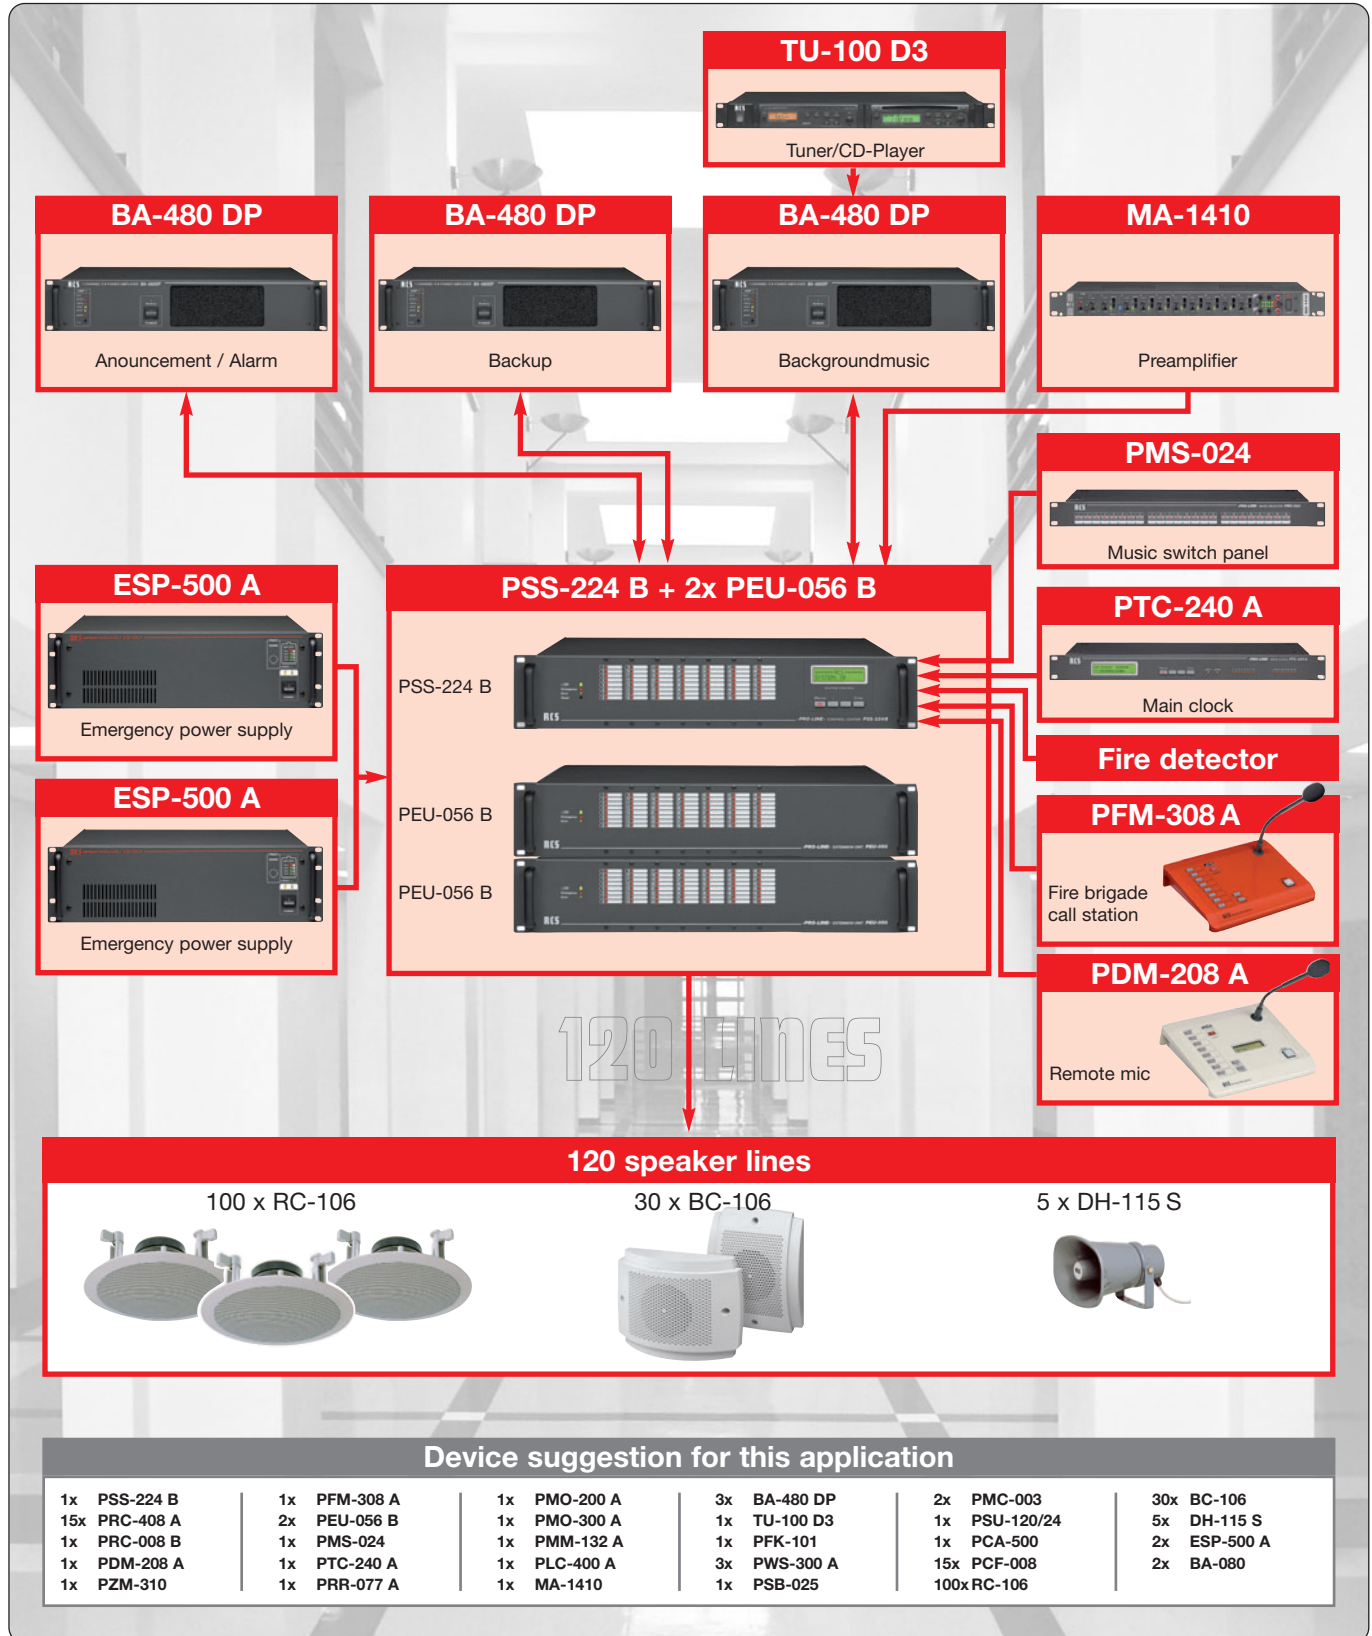 TU-100 D3
Tuner/CD-Player
BA-480 DP
Anouncement / Alarm
BA-480 DP
Backup
BA-480 DP
Backgroundmusic
MA-1410
Preamplifier
PMS-024
Music switch panel
ESP-500 A
Emergency power supply
ESP-500 A
Emergency power supply
PSS-224 B + 2x PEU-056 B
PSS-224 B
PEU-056 B
PEU-056 B
PTC-240 A
Main clock
Fire detector
PFM-308 A
Fire brigade
call station
PDM-208 A
Remote mic
120 LINES
120 speaker lines
100 x RC-106
30 x BC-106
5 x DH-115 S
Device suggestion for this application
1x PSS-224 B
15x PRC-408 A
1x PRC-008 B
1x PDM-208 A
1x PZM-310
1x PFM-308 A
2x PEU-056 B
1x PMS-024
1x PTC-240 A
1x PRR-077 A
1x PMO-200 A
1x PMO-300 A
1x PMM-132 A
1x PLC-400 A
1x MA-1410
3x BA-480 DP
1x TU-100 D3
1x PFK-101
3x PWS-300 A
1x PSB-025
2x PMC-003
1x PSU-120/24
1x PCA-500
15x PCF-008
100x RC-106
30x BC-106
5x DH-115 S
2x ESP-500 A
2x BA-080